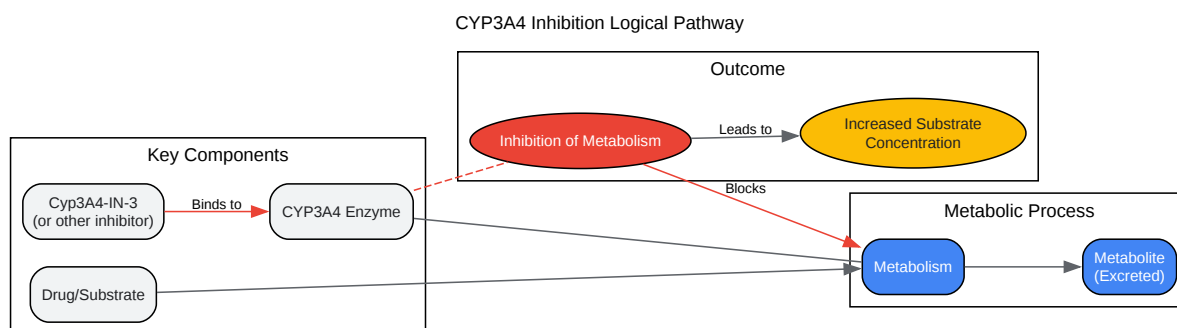 CYP3A4 Inhibition Logical Pathway
Outcome
Inhibition of Metabolism
Leads to
Increased Substrate
Concentration
Key Components
Cyp3A4-IN-3
(or other inhibitor)
Binds to
CYP3A4 Enzyme
Drug/Substrate
Blocks
Metabolic Process
Metabolism
Metabolite
(Excreted)